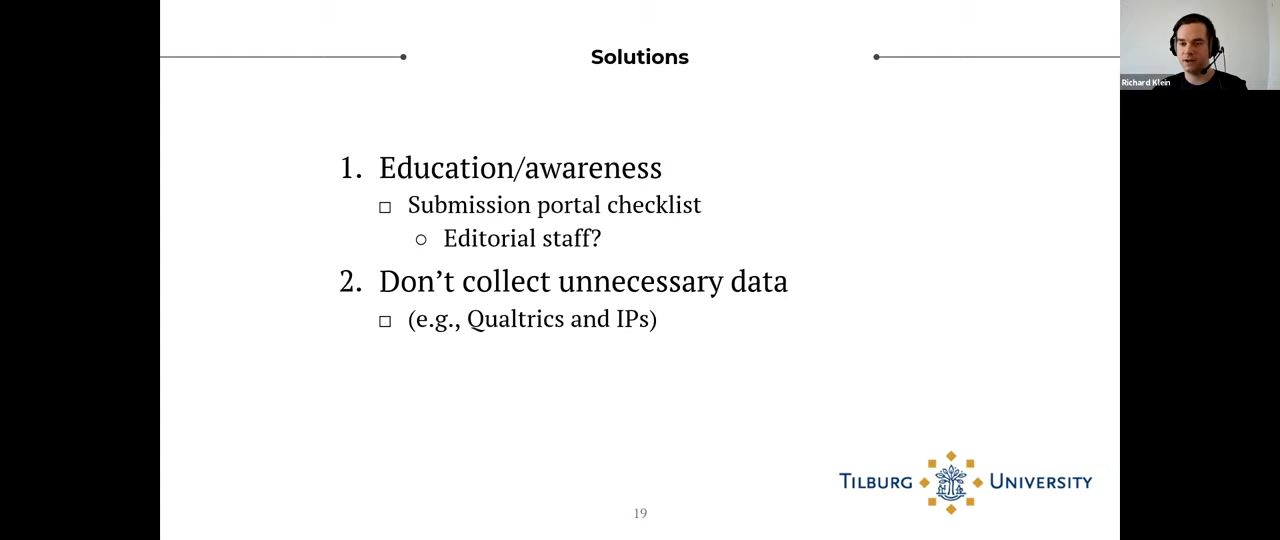 Solutions
Richard Klein
1. Education/awareness
□ Submission portal checklist
○ Editorial staff?
2. Don’t collect unnecessary data
□ (e.g., Qualtrics and IPs)
TILBURG UNIVERSITY
19